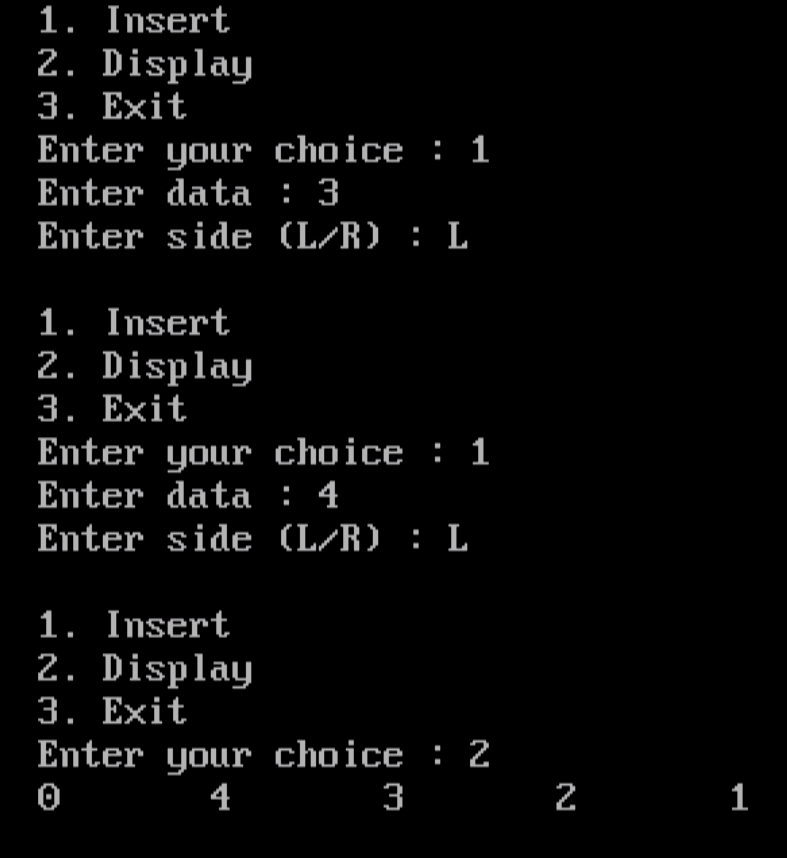 1. Insert
2. Display
3. Exit
Enter your choice : 1
Enter data : 3
Enter side (L/R) : L
1. Insert
2. Display
3. Exit
Enter your choice : 1
Enter data : 4
Enter side (L/R) : L
1. Insert
2. Display
3. Exit
Enter your choice : 2
0 4 3 2 1